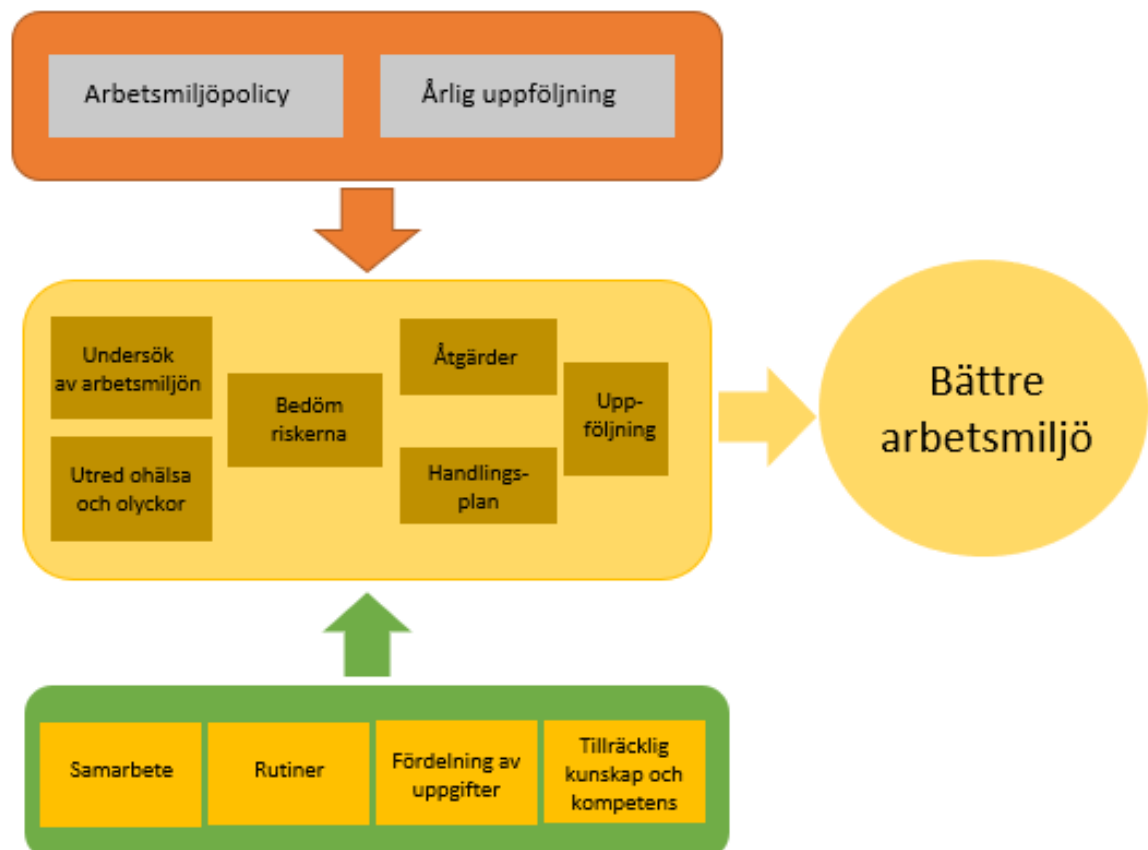 Arbetsmiljöpolicy
Årlig uppföljning
Undersök
av arbetsmiljön
Utred ohälsa
och olyckor
Bedöm
riskerna
Åtgärder
Handlings-
plan
Upp-
följning
Bättre
arbetsmiljö
Samarbete
Rutiner
Fördelning av
uppgifter
Tillräcklig
kunskap och
kompetens